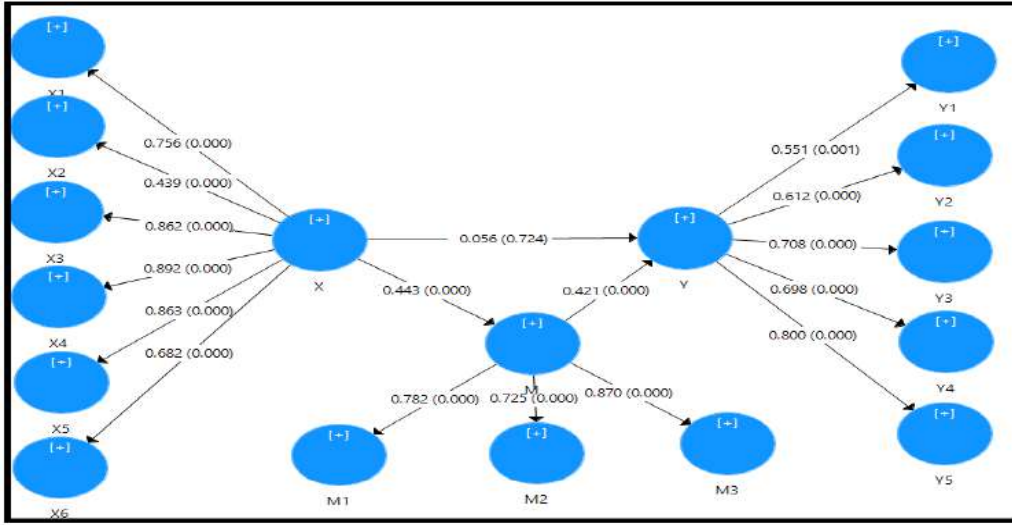 [+]
X1
[+]
X2
[+]
X3
[+]
X4
[+]
X5
[+]
X6
0.756 (0.000)
0.439 (0.000)
0.862 (0.000)
0.892 (0.000)
0.863 (0.000)
0.682 (0.000)
[+]
X
0.056 (0.724)
0.443 (0.000)
0.421 (0.000)
[+]
M
0.782 (0.000)
0.725 (0.000)
0.870 (0.000)
[+]
M1
[+]
M2
[+]
M3
[+]
Y
0.551 (0.001)
0.612 (0.000)
0.708 (0.000)
0.698 (0.000)
0.800 (0.000)
[+]
Y1
[+]
Y2
[+]
Y3
[+]
Y4
[+]
Y5